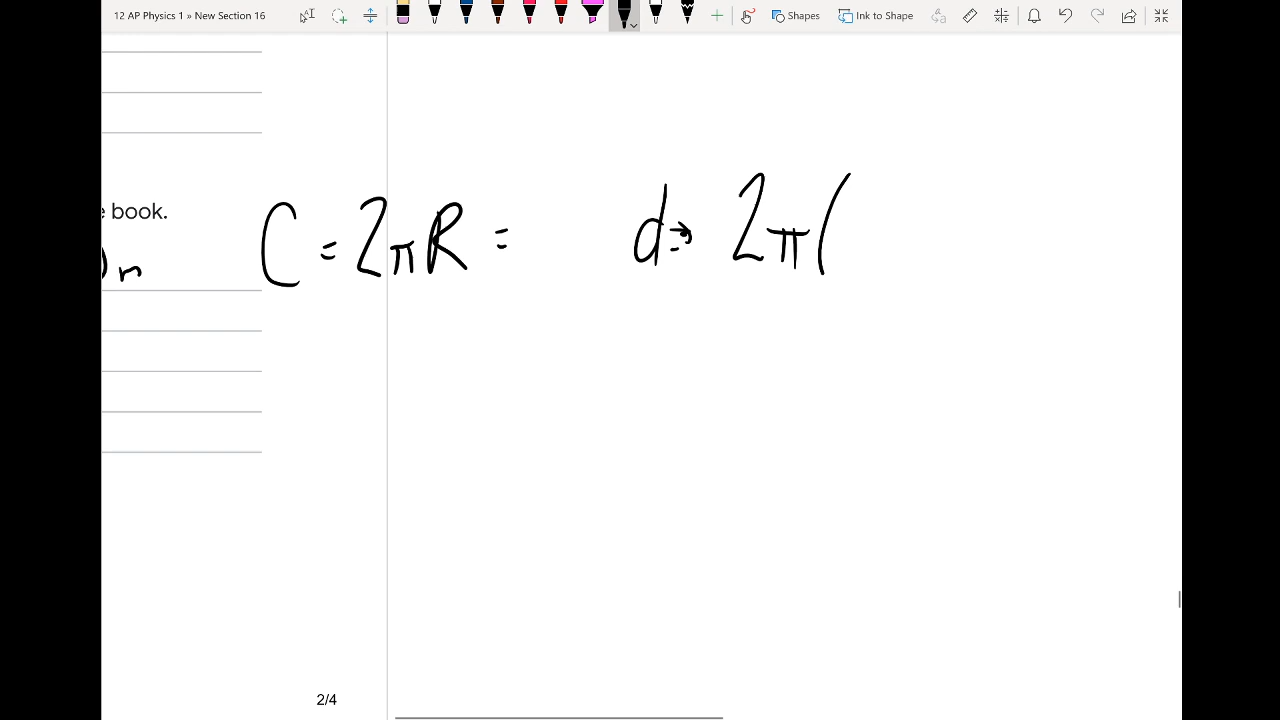 12 AP Physics 1 » New Section 16
Shapes
Ink to Shape
book.
m
C = 2πR =
d = 2π(
2/4